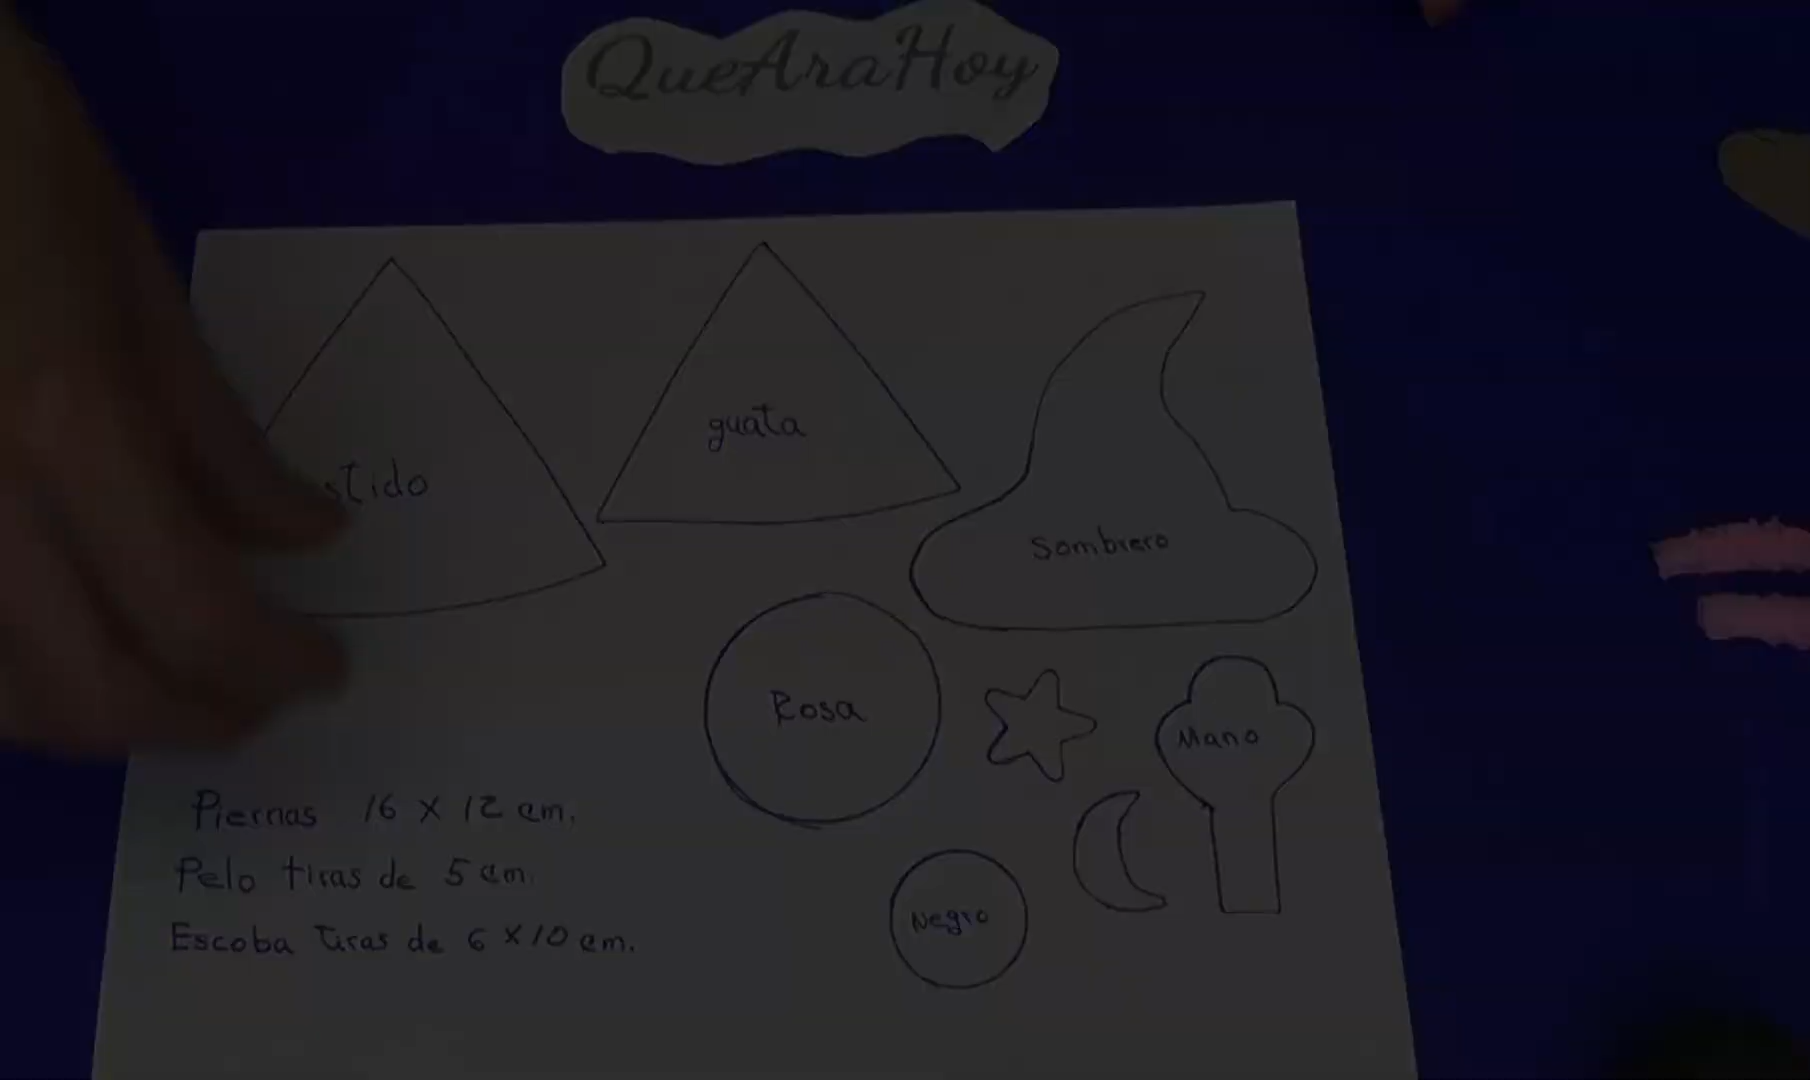 QueAraHoy
guata
stido
Sombrero
Rosa
Mano
Negro
Piernas 16 X 12 cm.
Pelo tiras de 5 cm.
Escoba tiras de 6 X 10 cm.